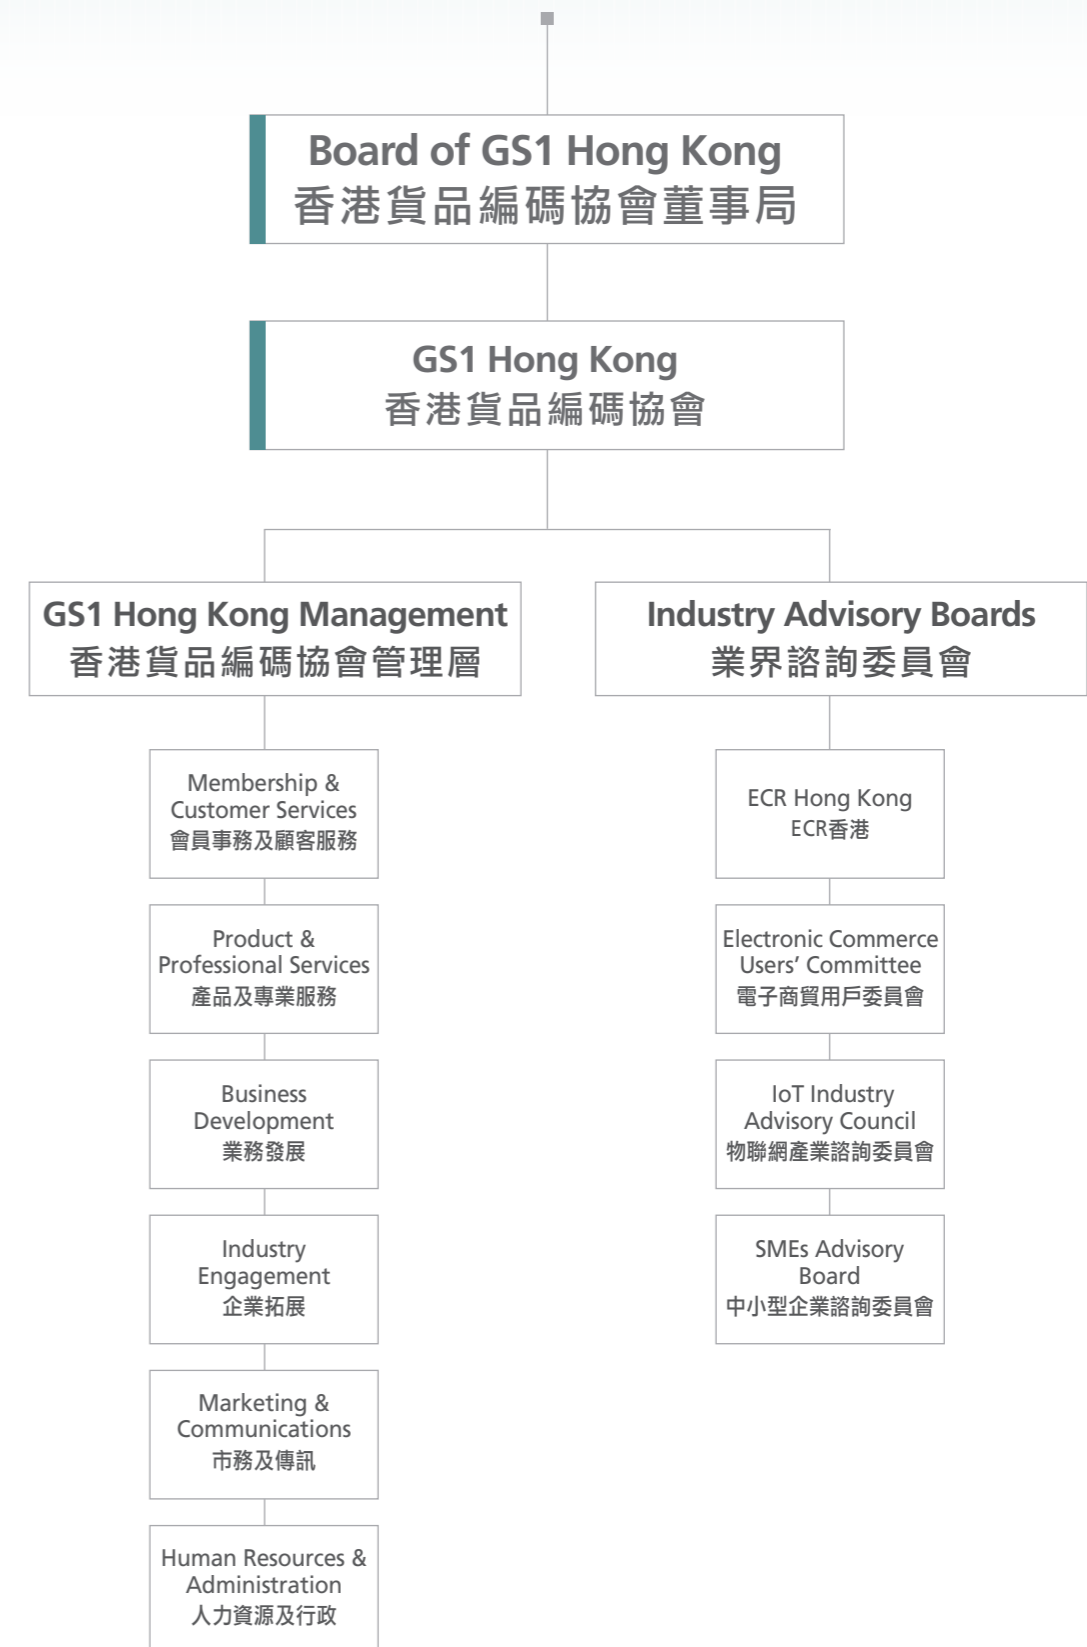 Board of GS1 Hong Kong
香港貨品編碼協會董事局
GS1 Hong Kong
香港貨品編碼協會
GS1 Hong Kong Management
香港貨品編碼協會管理層
Membership &
Customer Services
會員事務及顧客服務
Product &
Professional Services
產品及專業服務
Business
Development
業務發展
Industry
Engagement
企業拓展
Marketing &
Communications
市務及傳訊
Human Resources &
Administration
人力資源及行政
Industry Advisory Boards
業界諮詢委員會
ECR Hong Kong
ECR香港
Electronic Commerce
Users’ Committee
電子商貿用戶委員會
IoT Industry
Advisory Council
物聯網產業諮詢委員會
SMEs Advisory
Board
中小型企業諮詢委員會